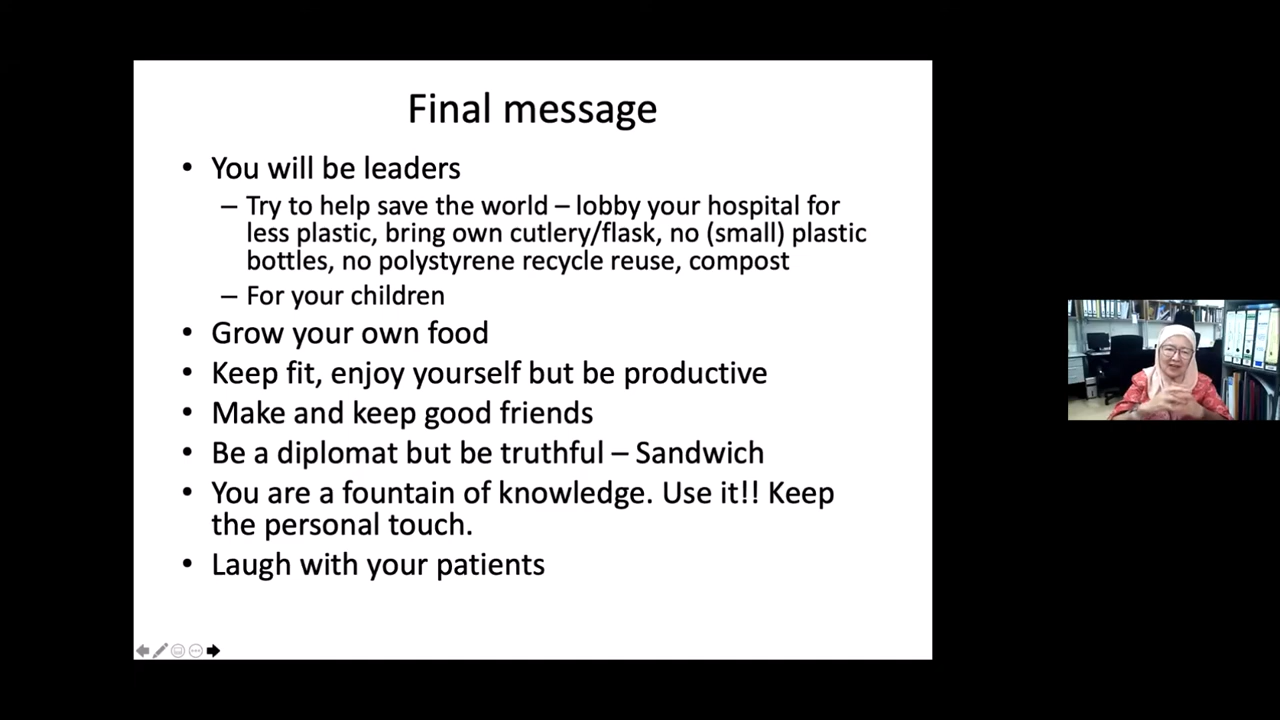 Final message
• You will be leaders
– Try to help save the world – lobby your hospital for
less plastic, bring own cutlery/flask, no (small) plastic
bottles, no polystyrene recycle reuse, compost
– For your children
• Grow your own food
• Keep fit, enjoy yourself but be productive
• Make and keep good friends
• Be a diplomat but be truthful – Sandwich
• You are a fountain of knowledge. Use it!! Keep
the personal touch.
• Laugh with your patients